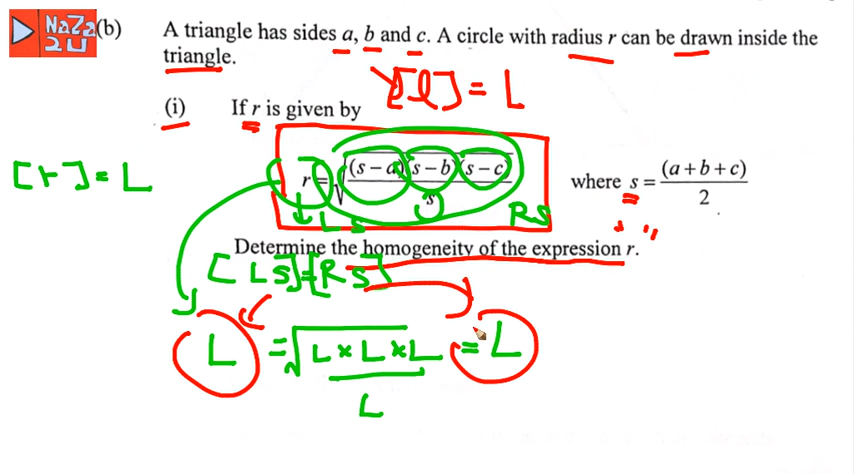 NaZa 2U
(b) A triangle has sides a, b and c. A circle with radius r can be drawn inside the
triangle.
[l] = L
(i) If r is given by
[r] = L
r = √((s − a)(s − b)(s − c) / s) where s = (a + b + c) / 2
LS RS
Determine the homogeneity of the expression r.
[LS] = [RS]
L = √(L × L × L / L) = L